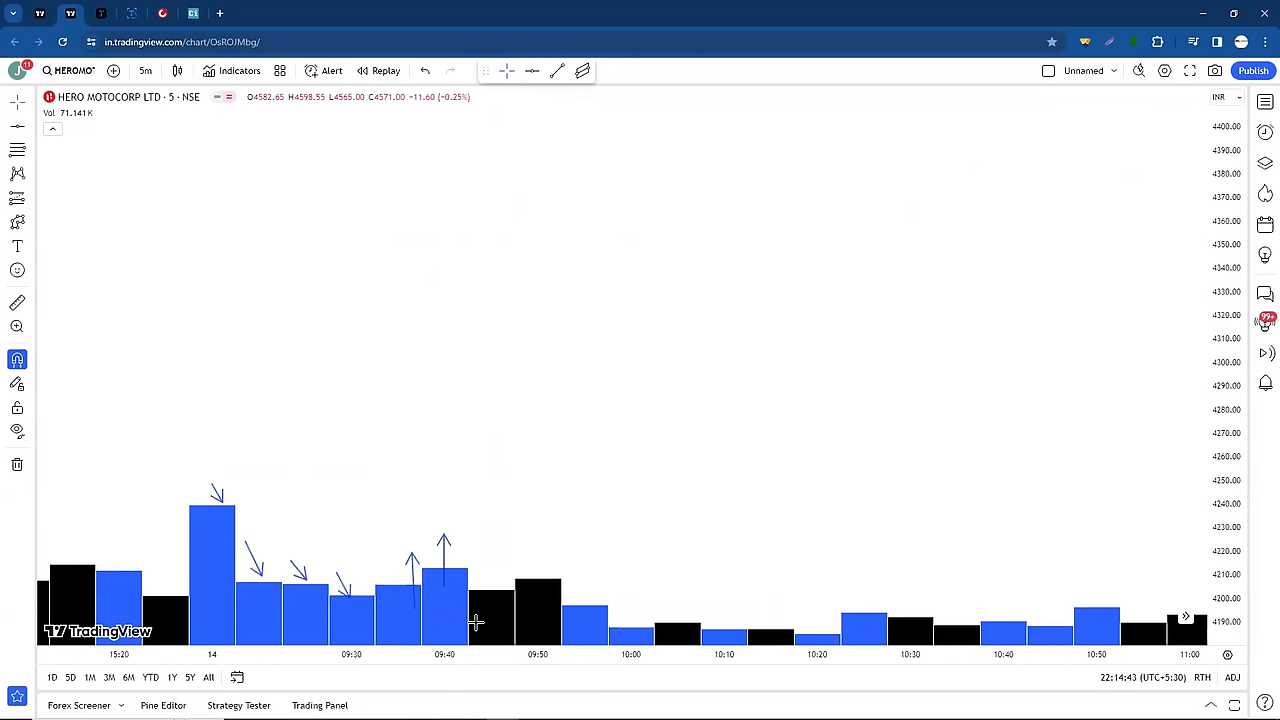 in.tradingview.com/chart/OsROJMbg/
J 11 HEROMO 5m Indicators Alert Replay Unnamed Publish
HERO MOTOCORP LTD · 5 · NSE O4582.65 H4598.55 L4565.00 C4571.00 −11.60 (−0.25%) INR
Vol 71.141K
4400.00
4390.00
4380.00
4370.00
4360.00
4350.00
4340.00
4330.00
4320.00
4310.00
4300.00
4290.00
4280.00
4270.00
4260.00
4250.00
4240.00
4230.00
4220.00
4210.00
4200.00
4190.00
99+
TradingView
15:20 14 09:30 09:40 09:50 10:00 10:10 10:20 10:30 10:40 10:50 11:00
1D 5D 1M 3M 6M YTD 1Y 5Y All 22:14:43 (UTC+5:30) RTH ADJ
Forex Screener Pine Editor Strategy Tester Trading Panel